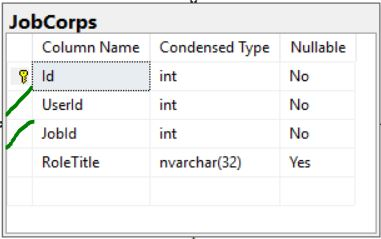 JobCorps
Column Name Condensed Type Nullable
Id int No
UserId int No
JobId int No
RoleTitle nvarchar(32) Yes